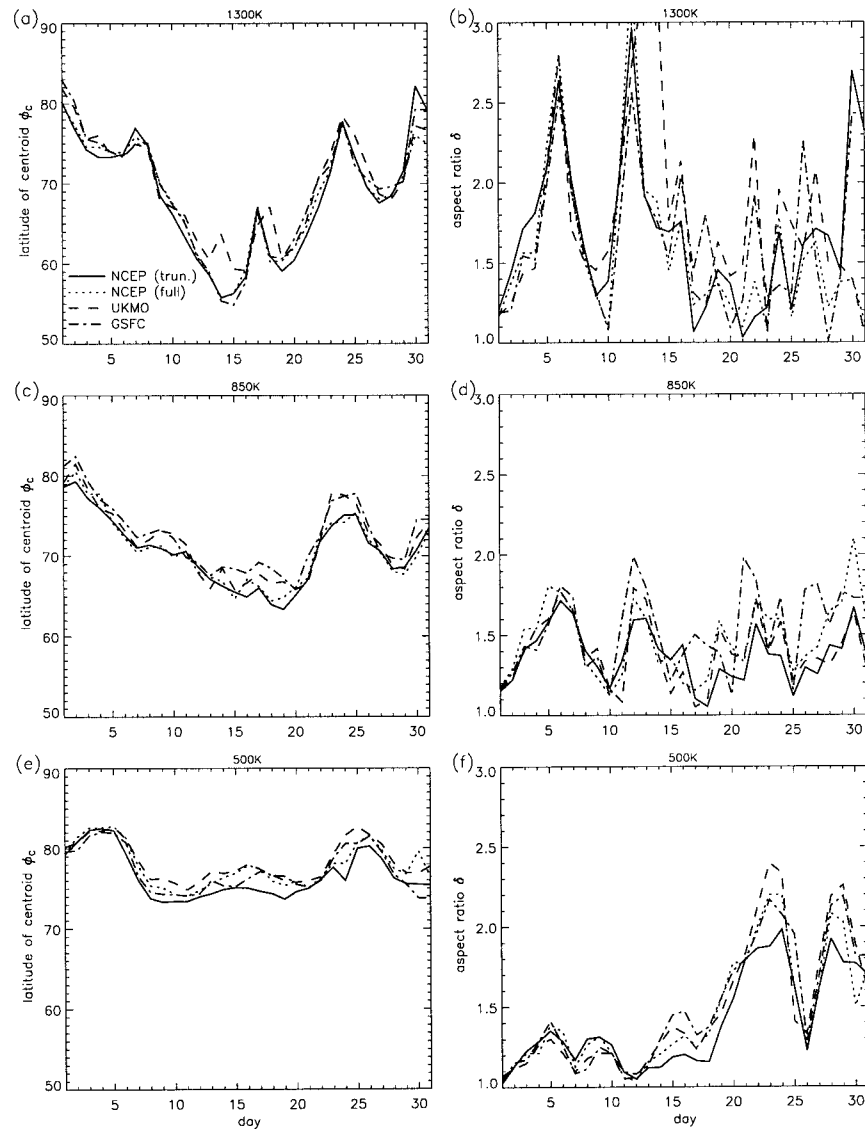 (a) 1300K
latitude of centroid ϕc
90
80
70
60
50
NCEP (trun.)
NCEP (full)
UKMO
GSFC
5 10 15 20 25 30
(b) 1300K
aspect ratio δ
3.0
2.5
2.0
1.5
1.0
5 10 15 20 25 30
(c) 850K
latitude of centroid ϕc
90
80
70
60
50
5 10 15 20 25 30
(d) 850K
aspect ratio δ
3.0
2.5
2.0
1.5
1.0
5 10 15 20 25 30
(e) 500K
latitude of centroid ϕc
90
80
70
60
50
5 10 15 20 25 30
day
(f) 500K
aspect ratio δ
3.0
2.5
2.0
1.5
1.0
5 10 15 20 25 30
day